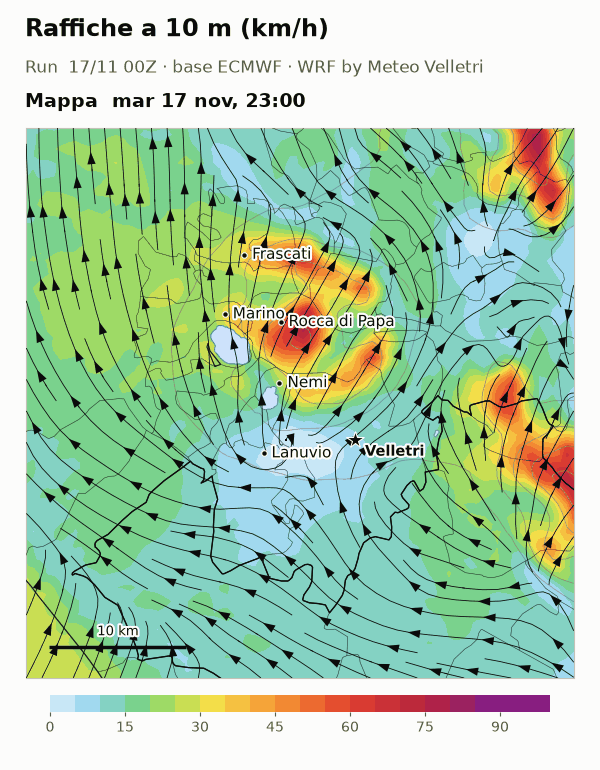 Raffiche a 10 m (km/h)
Run 17/11 00Z · base ECMWF · WRF by Meteo Velletri
Mappa mar 17 nov, 23:00
Frascati
Marino
Rocca di Papa
Nemi
Velletri
Lanuvio
10 km
0 15 30 45 60 75 90